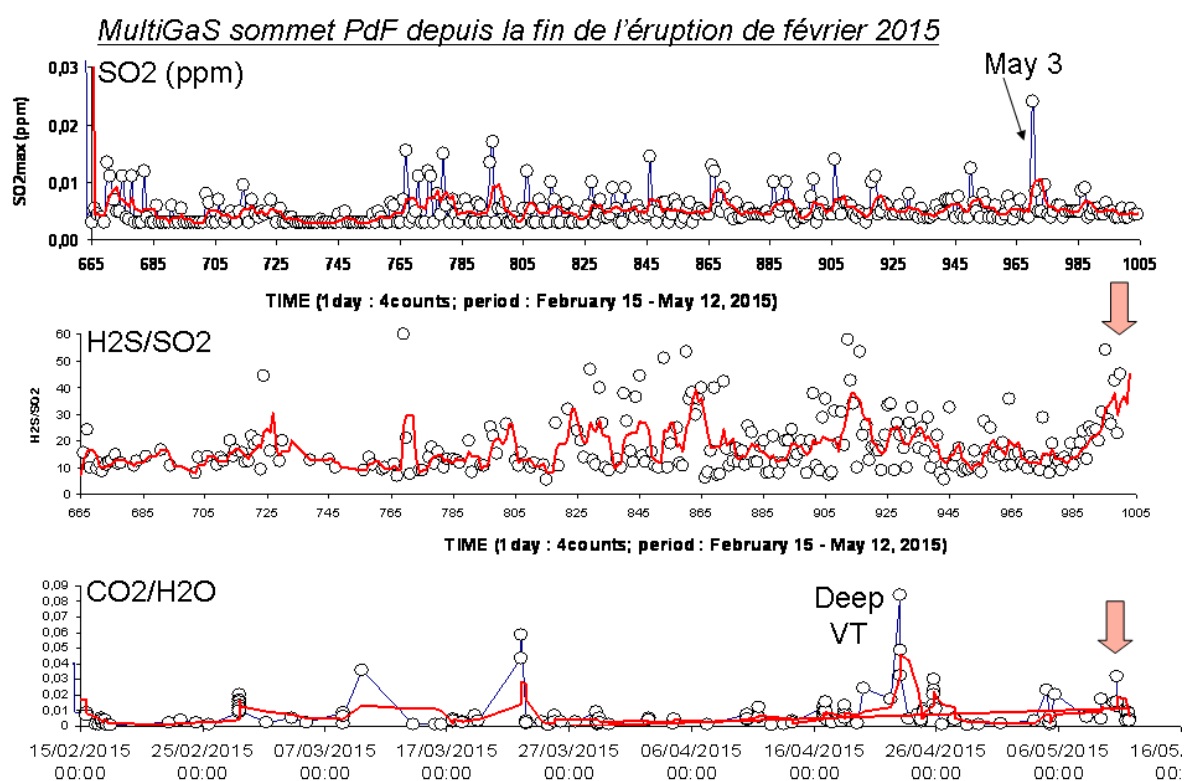 MultiGaS sommet PdF depuis la fin de l'éruption de février 2015
SO2 (ppm)
May 3
SO2max (ppm)
0,03
0,02
0,01
0,00
665 685 705 725 745 765 785 805 825 845 865 885 905 925 945 965 985 1005
TIME (1day : 4counts; period : February 15 - May 12, 2015)
H2S/SO2
H2S/SO2
60
50
40
30
20
10
0
665 685 705 725 745 765 785 805 825 845 865 885 905 925 945 965 985 1005
TIME (1day : 4counts; period : February 15 - May 12, 2015)
CO2/H2O
Deep
VT
0,09
0,08
0,07
0,06
0,05
0,04
0,03
0,02
0,01
0
15/02/2015 25/02/2015 07/03/2015 17/03/2015 27/03/2015 06/04/2015 16/04/2015 26/04/2015 06/05/2015 16/05/
00:00 00:00 00:00 00:00 00:00 00:00 00:00 00:00 00:00 00:0